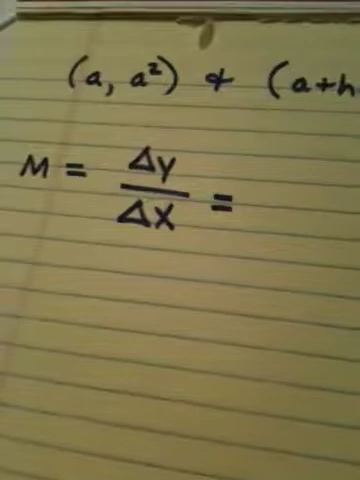 (a, a²) & (a+h
M = Δy/Δx =